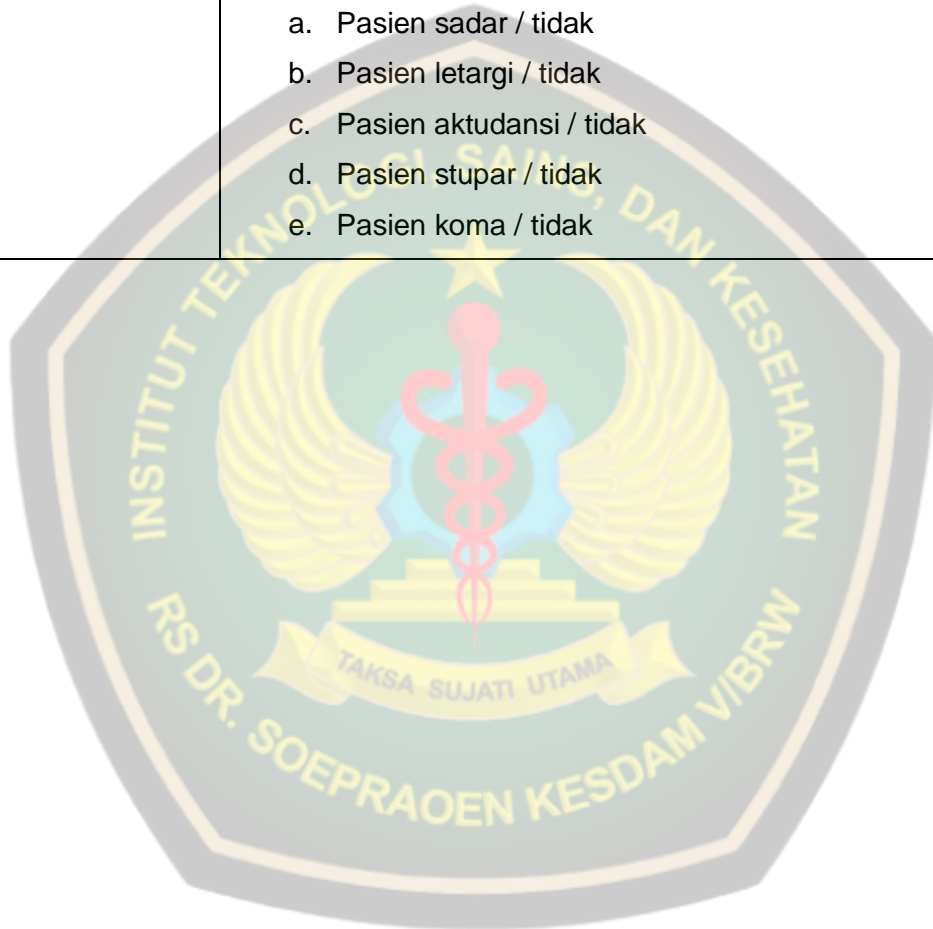 a. Pasien sadar / tidak
b. Pasien letargi / tidak
c. Pasien aktudansi / tidak
d. Pasien stupar / tidak
e. Pasien koma / tidak
INSTITUT TEKNOLOGI, SAINS, DAN KESEHATAN
TAKSA SUJATI UTAMA
RS DR. SOEPRAOEN KESDAM V/BRW